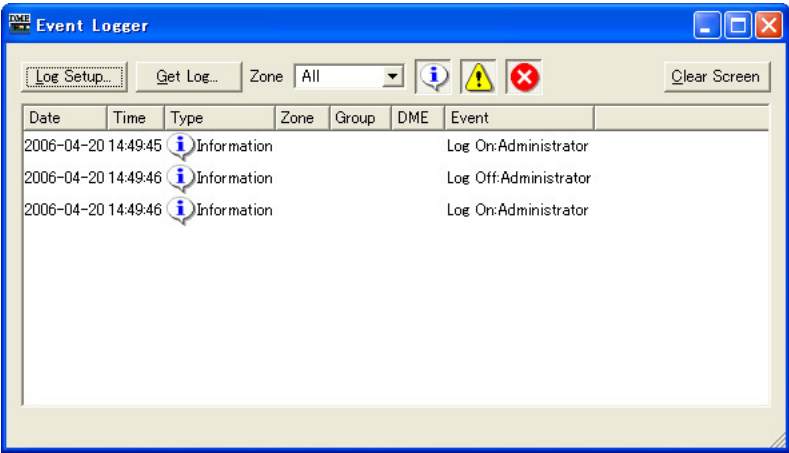 DME Event Logger
Log Setup... Get Log... Zone All Clear Screen
Date Time Type Zone Group DME Event
2006-04-20 14:49:45 Information Log On:Administrator
2006-04-20 14:49:46 Information Log Off:Administrator
2006-04-20 14:49:46 Information Log On:Administrator